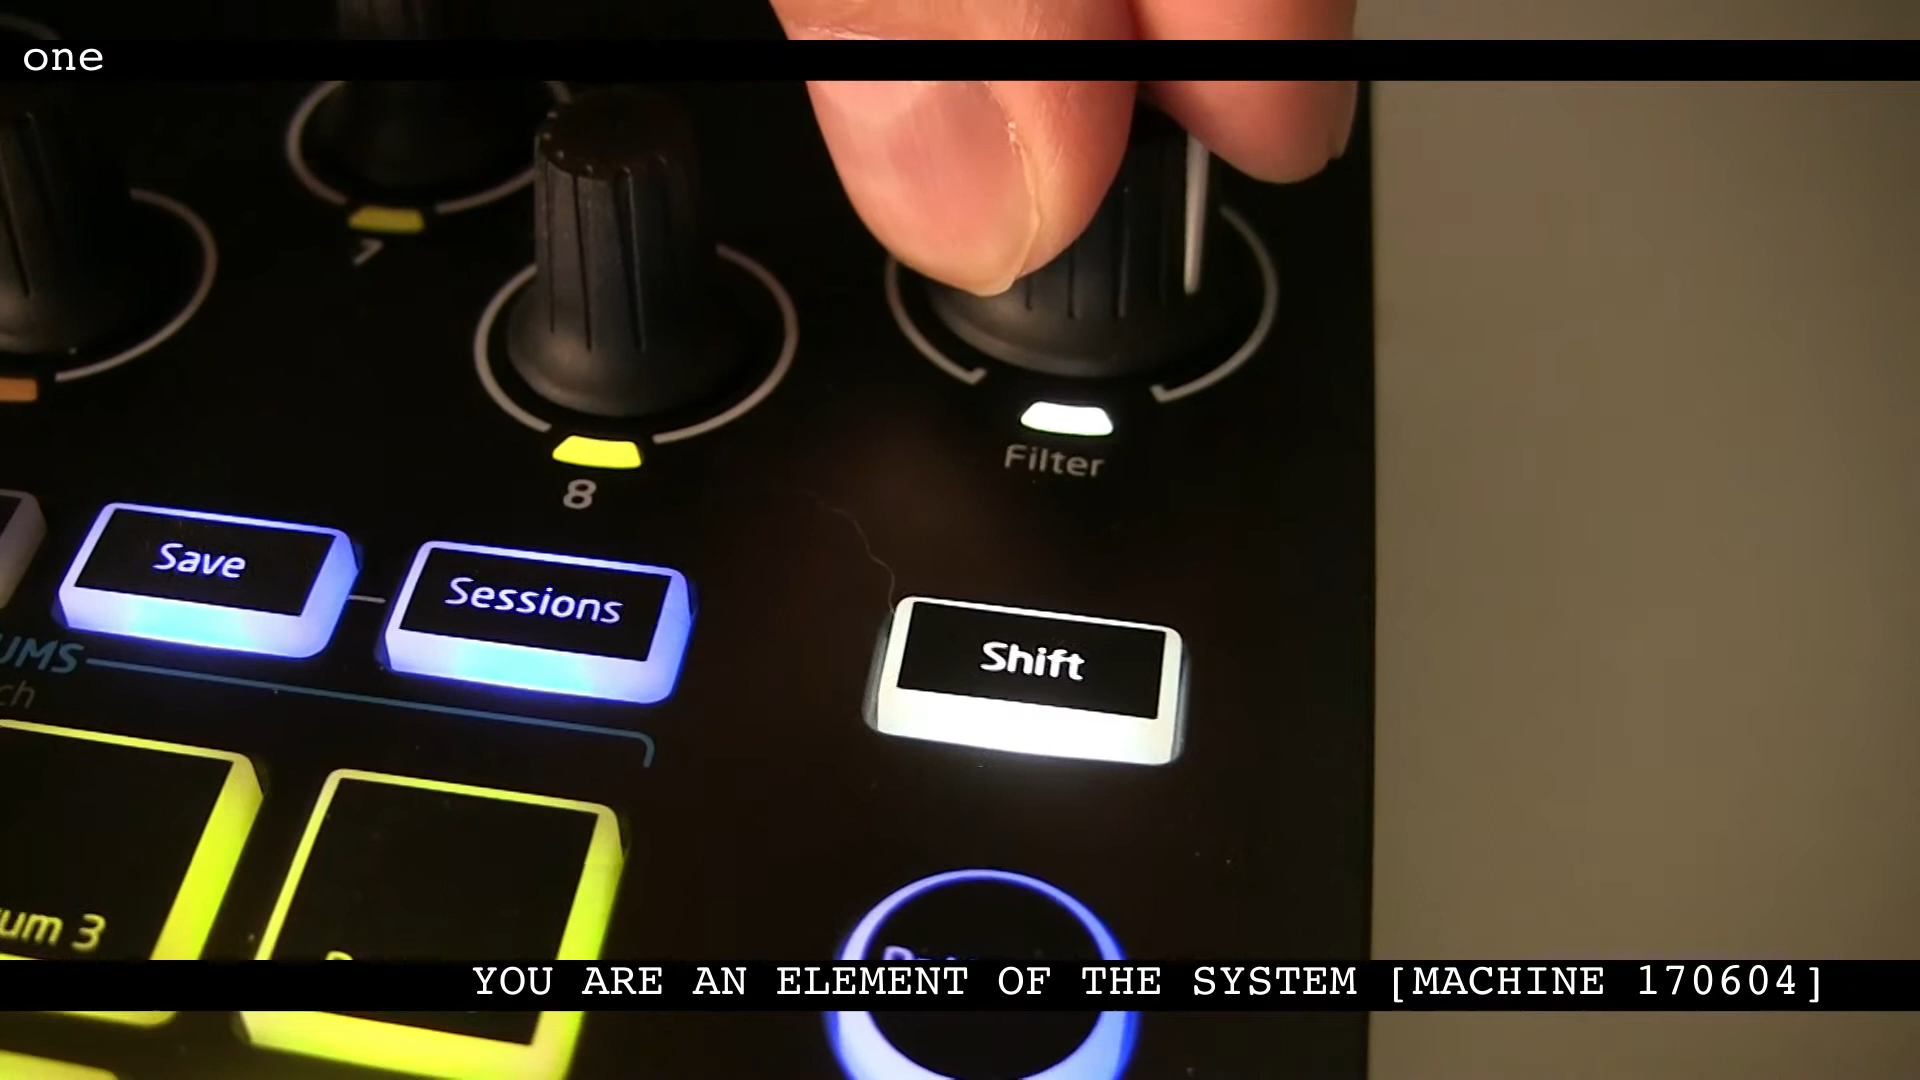 one
7
8
Filter
Save
Sessions
Shift
UMS
ch
um 3
YOU ARE AN ELEMENT OF THE SYSTEM [MACHINE 170604]